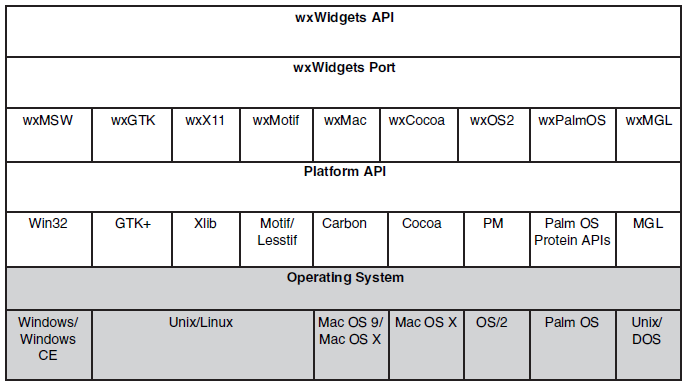 wxWidgets API
wxWidgets Port
wxMSW wxGTK wxX11 wxMotif wxMac wxCocoa wxOS2 wxPalmOS wxMGL
Platform API
Win32 GTK+ Xlib Motif/ Carbon Cocoa PM Palm OS MGL
Lesstif Protein APIs
Operating System
Windows/ Unix/Linux Mac OS 9/ Mac OS X OS/2 Palm OS Unix/
Windows Mac OS X DOS
CE